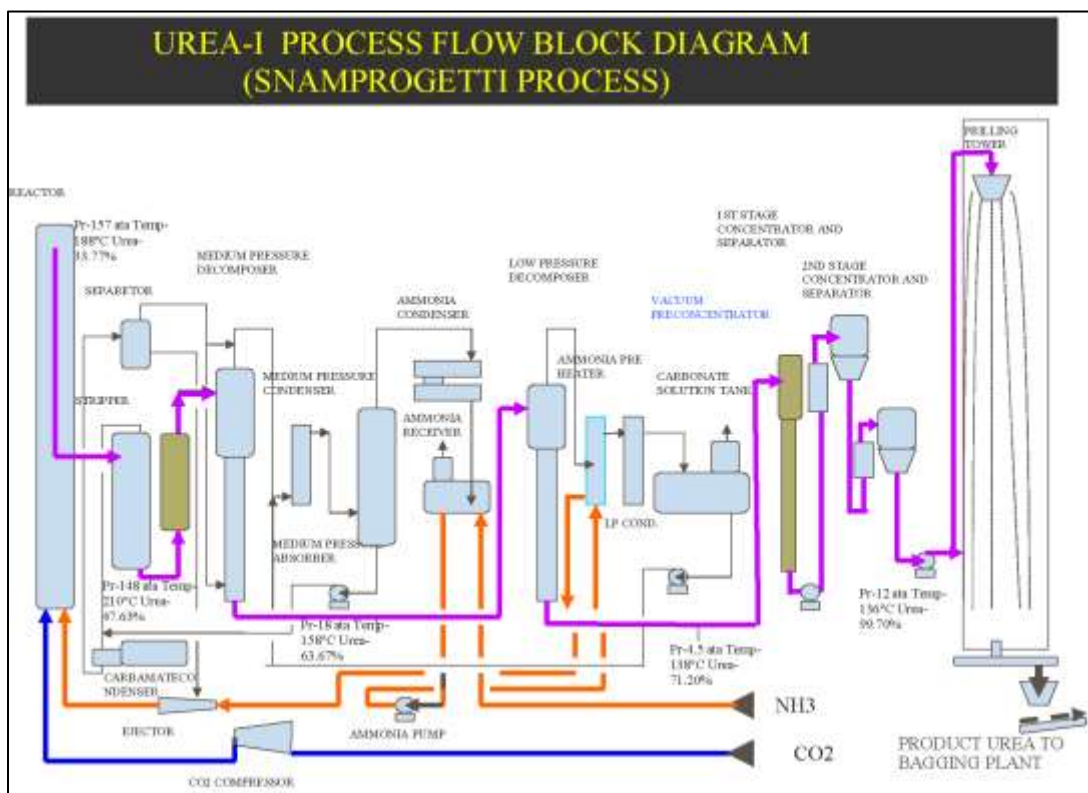 UREA-I PROCESS FLOW BLOCK DIAGRAM
(SNAMPROGETTI PROCESS)
PRILLING
TOWER
REACTOR
Pr-157 ata Temp-
188°C Urea-
33.77%
MEDIUM PRESSURE
DECOMPOSER
SEPARETOR
STRIPPER
AMMONIA
CONDENSER
LOW PRESSURE
DECOMPOSER
1ST STAGE
CONCENTRATOR AND
SEPARATOR
2ND STAGE
CONCENTRATOR AND
SEPARATOR
VACUUM
PRECONCENTRATOR
MEDIUM PRESSURE
CONDENSER
AMMONIA
RECEIVER
AMMONIA PRE
HEATER
CARBONATE
SOLUTION TANK
LP COND.
MEDIUM PRESSURE
ABSORBER
Pr-148 ata Temp-
210°C Urea-
Pr-18 ata Temp-
158°C Urea-
63.67%
Pr-4.5 ata Temp-
138°C Urea-
71.20%
Pr-12 ata Temp-
136°C Urea-
99.70%
CARBAMATECO
NDENSER
EJECTOR
AMMONIA PUMP
NH3
CO2
CO2 COMPRESSOR
PRODUCT UREA TO
BAGGING PLANT